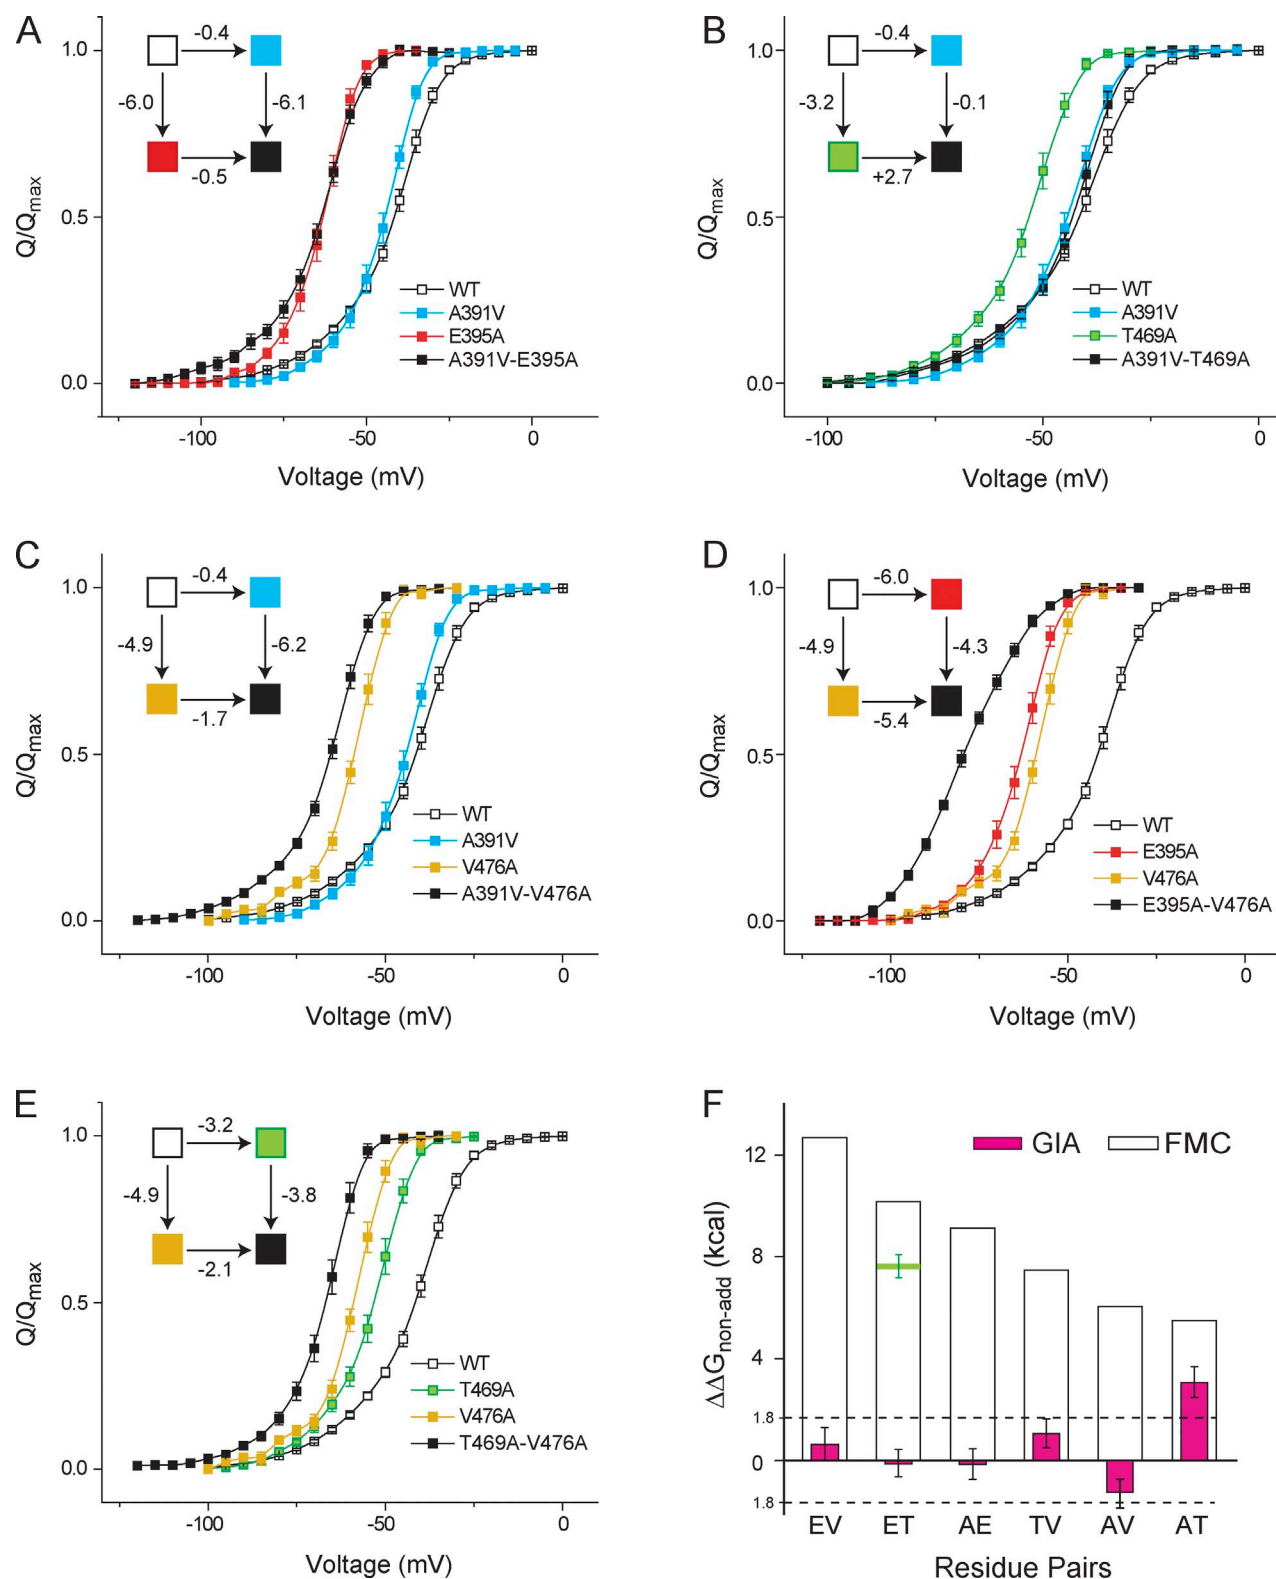 A
-0.4
-6.0
-6.1
-0.5
1.0
0.5
0.0
Q/Qmax
WT
A391V
E395A
A391V-E395A
-100
-50
0
Voltage (mV)
B
-0.4
-3.2
-0.1
+2.7
1.0
0.5
0.0
Q/Qmax
WT
A391V
T469A
A391V-T469A
-100
-50
0
Voltage (mV)
C
-0.4
-4.9
-6.2
-1.7
1.0
0.5
0.0
Q/Qmax
WT
A391V
V476A
A391V-V476A
-100
-50
0
Voltage (mV)
D
-6.0
-4.9
-4.3
-5.4
1.0
0.5
0.0
Q/Qmax
WT
E395A
V476A
E395A-V476A
-100
-50
0
Voltage (mV)
E
-3.2
-4.9
-3.8
-2.1
1.0
0.5
0.0
Q/Qmax
WT
T469A
V476A
T469A-V476A
-100
-50
0
Voltage (mV)
F
GIA
FMC
12
8
4
1.8
0
1.8
ΔΔGnon-add (kcal)
EV ET AE TV AV AT
Residue Pairs